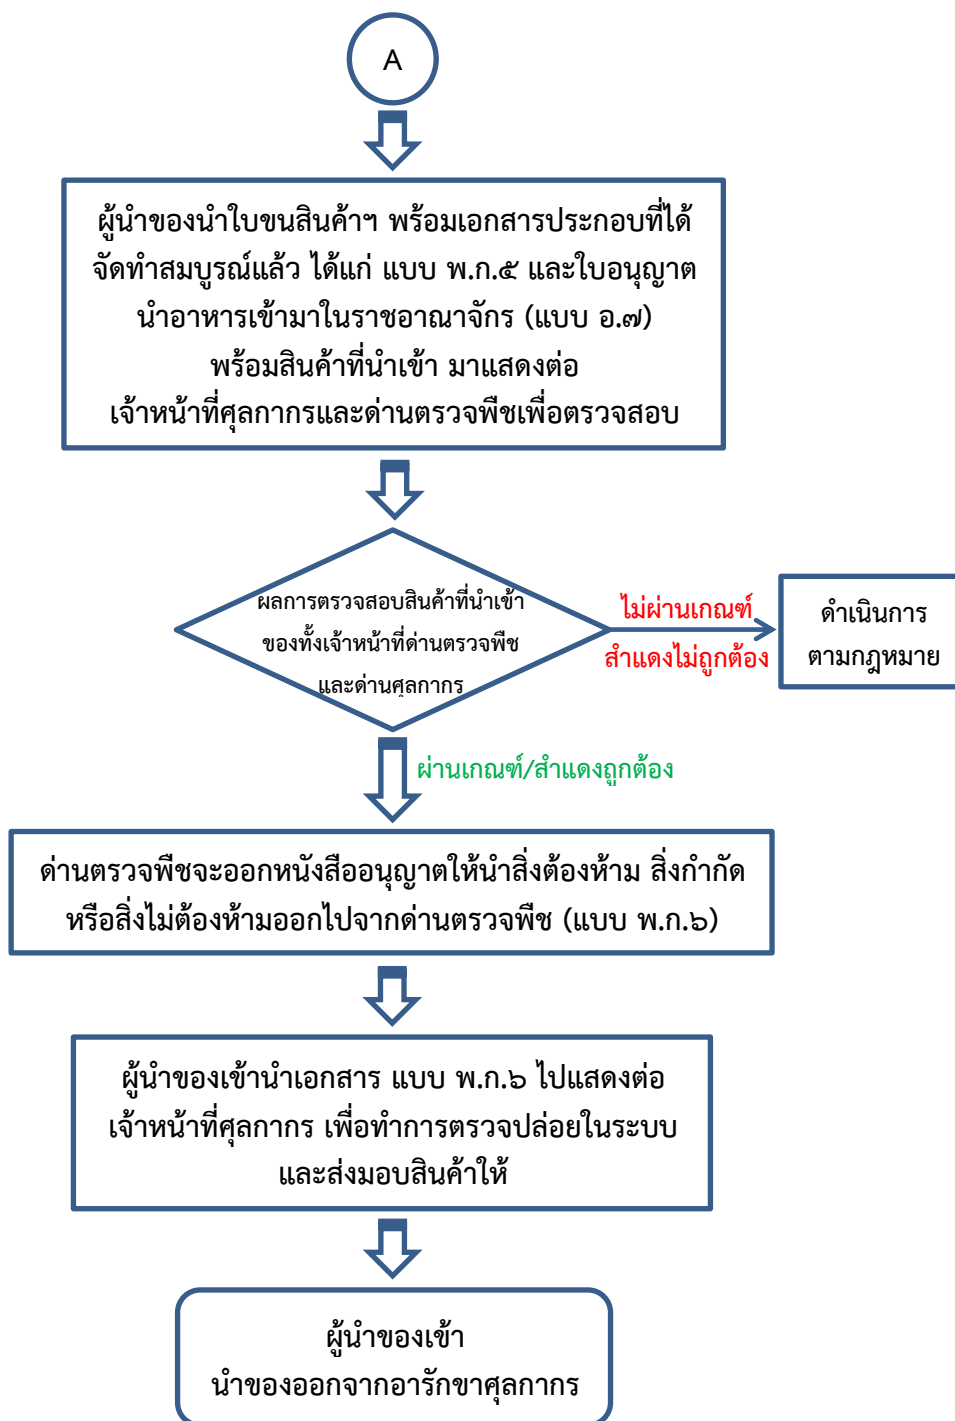 A
ผู้นำของนำใบขนสินค้าฯ พร้อมเอกสารประกอบที่ได้
จัดทำสมบูรณ์แล้ว ได้แก่ แบบ พ.ก.๕ และใบอนุญาต
นำอาหารเข้ามาในราชอาณาจักร (แบบ อ.๗)
พร้อมสินค้าที่นำเข้า มาแสดงต่อ
เจ้าหน้าที่ศุลกากรและด่านตรวจพืชเพื่อตรวจสอบ
ผลการตรวจสอบสินค้าที่นำเข้า
ของทั้งเจ้าหน้าที่ด่านตรวจพืช
และด่านศุลกากร
ไม่ผ่านเกณฑ์
สำแดงไม่ถูกต้อง
ดำเนินการ
ตามกฎหมาย
ผ่านเกณฑ์/สำแดงถูกต้อง
ด่านตรวจพืชจะออกหนังสืออนุญาตให้นำสิ่งต้องห้าม สิ่งกำกัด
หรือสิ่งไม่ต้องห้ามออกไปจากด่านตรวจพืช (แบบ พ.ก.๖)
ผู้นำของเข้านำเอกสาร แบบ พ.ก.๖ ไปแสดงต่อ
เจ้าหน้าที่ศุลกากร เพื่อทำการตรวจปล่อยในระบบ
และส่งมอบสินค้าให้
ผู้นำของเข้า
นำของออกจากอารักขาศุลกากร